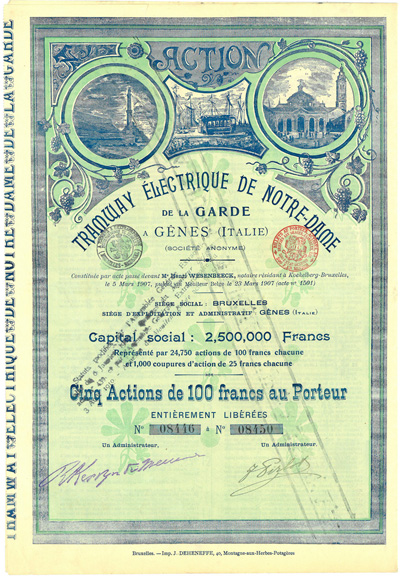 ACTION
TRAMWAY ÉLECTRIQUE DE NOTRE-DAME
DE LA GARDE
A GÊNES (ITALIE)
(SOCIÉTÉ ANONYME)
Constituée par acte passé devant Me Henri WESENBEECK, notaire résidant à Koekelberg-Bruxelles,
le 5 Mars 1907, publié au Moniteur Belge le 23 Mars 1907 (acte no 1591)
SIÈGE SOCIAL: BRUXELLES
SIÈGE D'EXPLOITATION ET ADMINISTRATIF: GÊNES (ITALIE)
Capital social: 2,500,000 Francs
Représenté par 24,750 actions de 100 francs chacune
et 1,000 coupures d'action de 25 francs chacune
Cinq Actions de 100 francs au Porteur
ENTIÈREMENT LIBÉRÉES
No 08446 à No 08450
Un Administrateur, Un Administrateur,
Bruxelles. — Imp. J. DEHENEFFE, 40, Montagne-aux-Herbes-Potagères
TRAMWAY ÉLECTRIQUE DE NOTRE-DAME DE LA GARDE